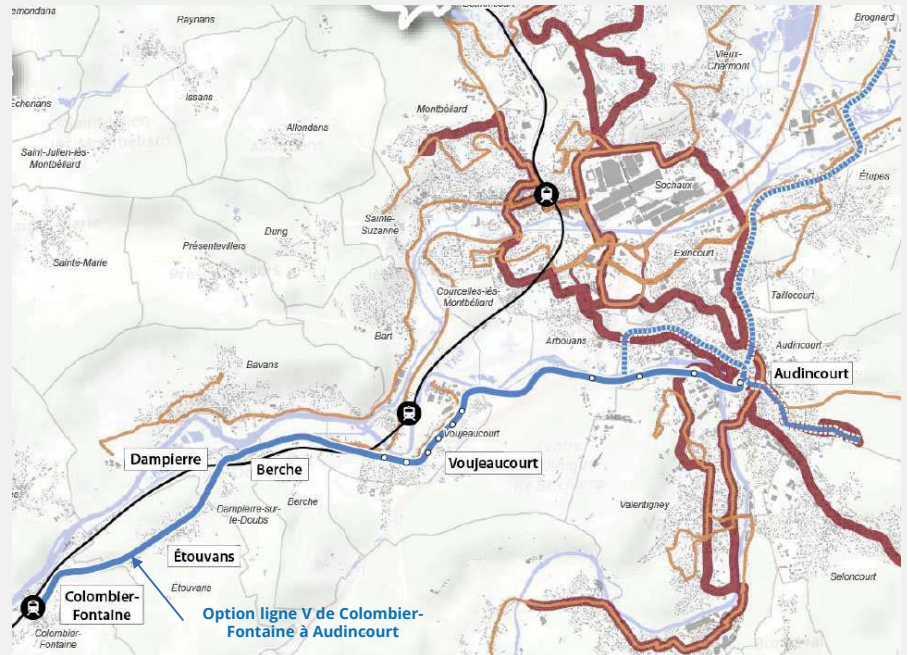 Raynans
Brognard
Vieux-
Charmont
Issans
Échenans
Montbéliard
Allondans
Saint-Julien-lès-
Montbéliard
Étupes
Sochaux
Sainte-
Suzanne
Dung
Présentevillers
Sainte-Marie
Exincourt
Courcelles-lès-
Montbéliard
Taillecourt
Bart
Arbouans
Audincourt
Bavans
Audincourt
Voujeaucourt
Dampierre
Berche
Voujeaucourt
Berche
Dampierre-sur-
le-Doubs
Valentigney
Étouvans
Seloncourt
Étouvans
Colombier-
Fontaine
Option ligne V de Colombier-
Fontaine à Audincourt
Colombier-
Fontaine